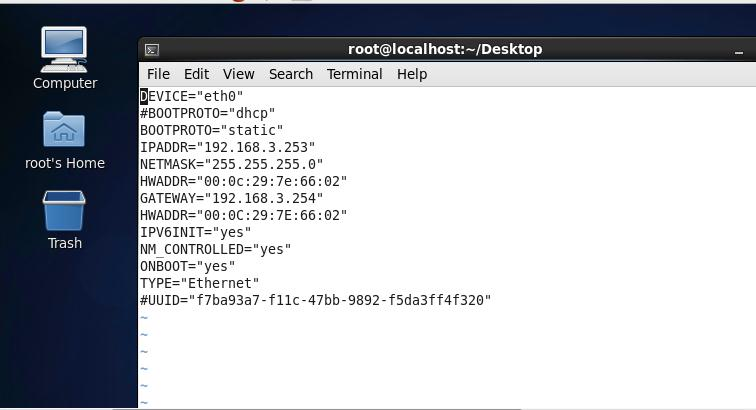 Computer
root's Home
Trash
root@localhost:~/Desktop
File Edit View Search Terminal Help
DEVICE="eth0"
#BOOTPROTO="dhcp"
BOOTPROTO="static"
IPADDR="192.168.3.253"
NETMASK="255.255.255.0"
HWADDR="00:0c:29:7e:66:02"
GATEWAY="192.168.3.254"
HWADDR="00:0C:29:7E:66:02"
IPV6INIT="yes"
NM_CONTROLLED="yes"
ONBOOT="yes"
TYPE="Ethernet"
#UUID="f7ba93a7-f11c-47bb-9892-f5da3ff4f320"
~
~
~
~
~
~